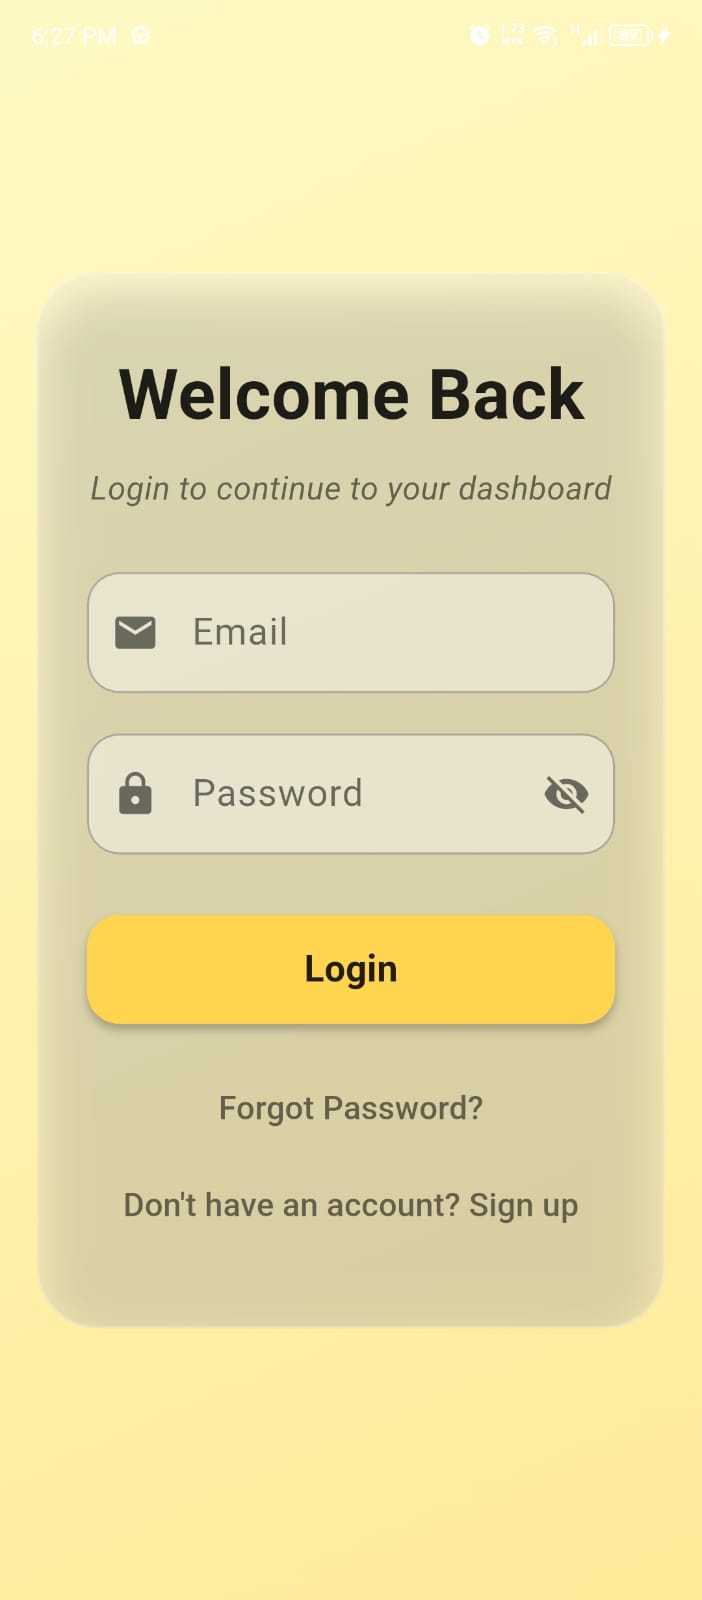 6:27 PM
1.73
M/S
H
89
Welcome Back
Login to continue to your dashboard
Email
Password
Login
Forgot Password?
Don't have an account? Sign up